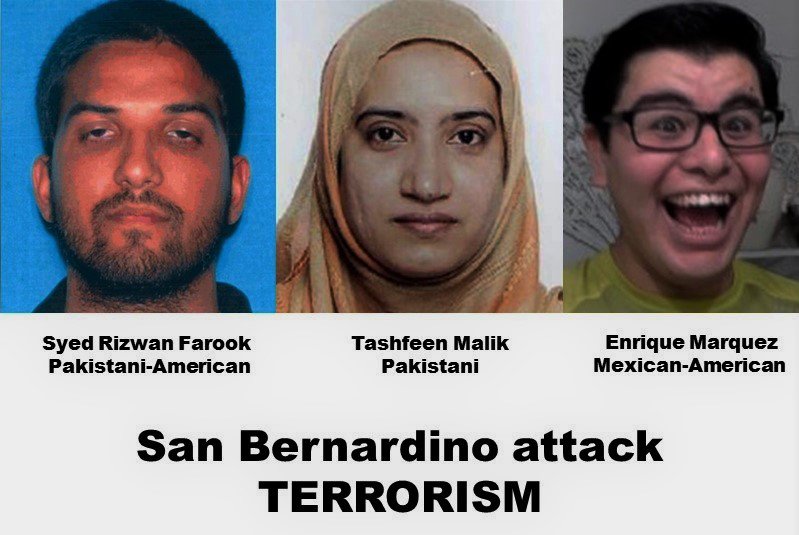 Syed Rizwan Farook
Pakistani-American
Tashfeen Malik
Pakistani
Enrique Marquez
Mexican-American
San Bernardino attack
TERRORISM